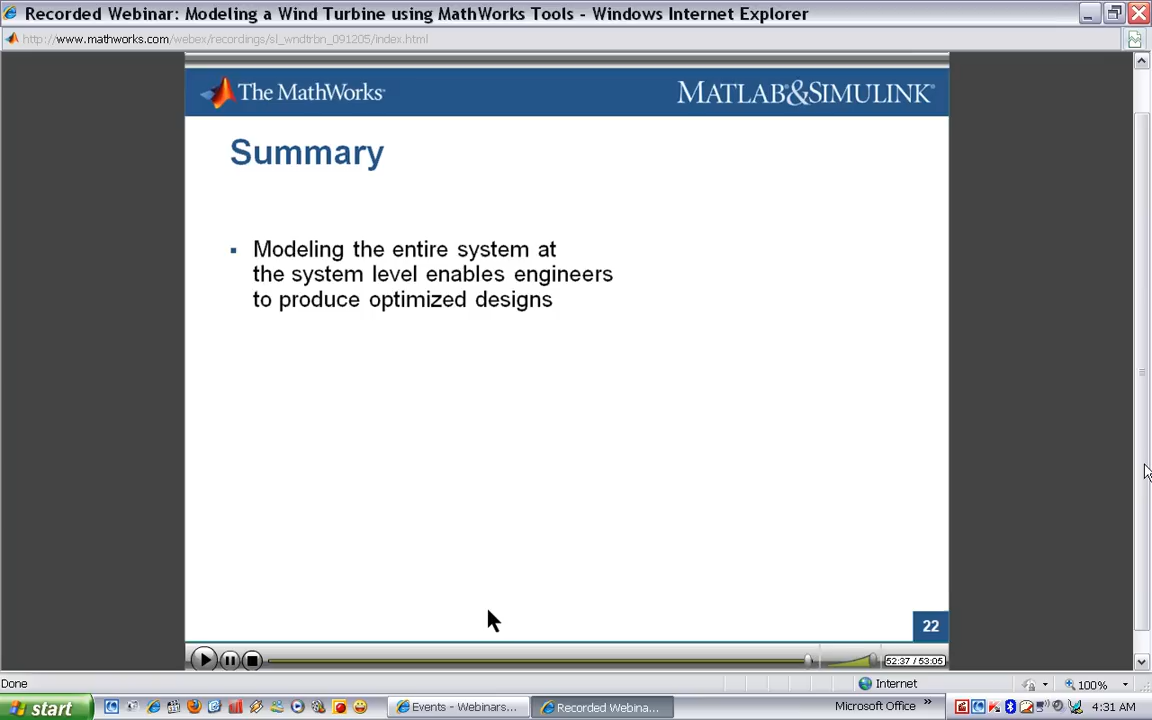 Recorded Webinar: Modeling a Wind Turbine using MathWorks Tools - Windows Internet Explorer
http://www.mathworks.com/webex/recordings/sl_wndtrbn_091205/index.html
The MathWorks
MATLAB&SIMULINK
Summary
Modeling the entire system at
the system level enables engineers
to produce optimized designs
22
52:37 / 53:05
Done
Internet
100%
start
Events - Webinars...
Recorded Webina...
Microsoft Office
4:31 AM